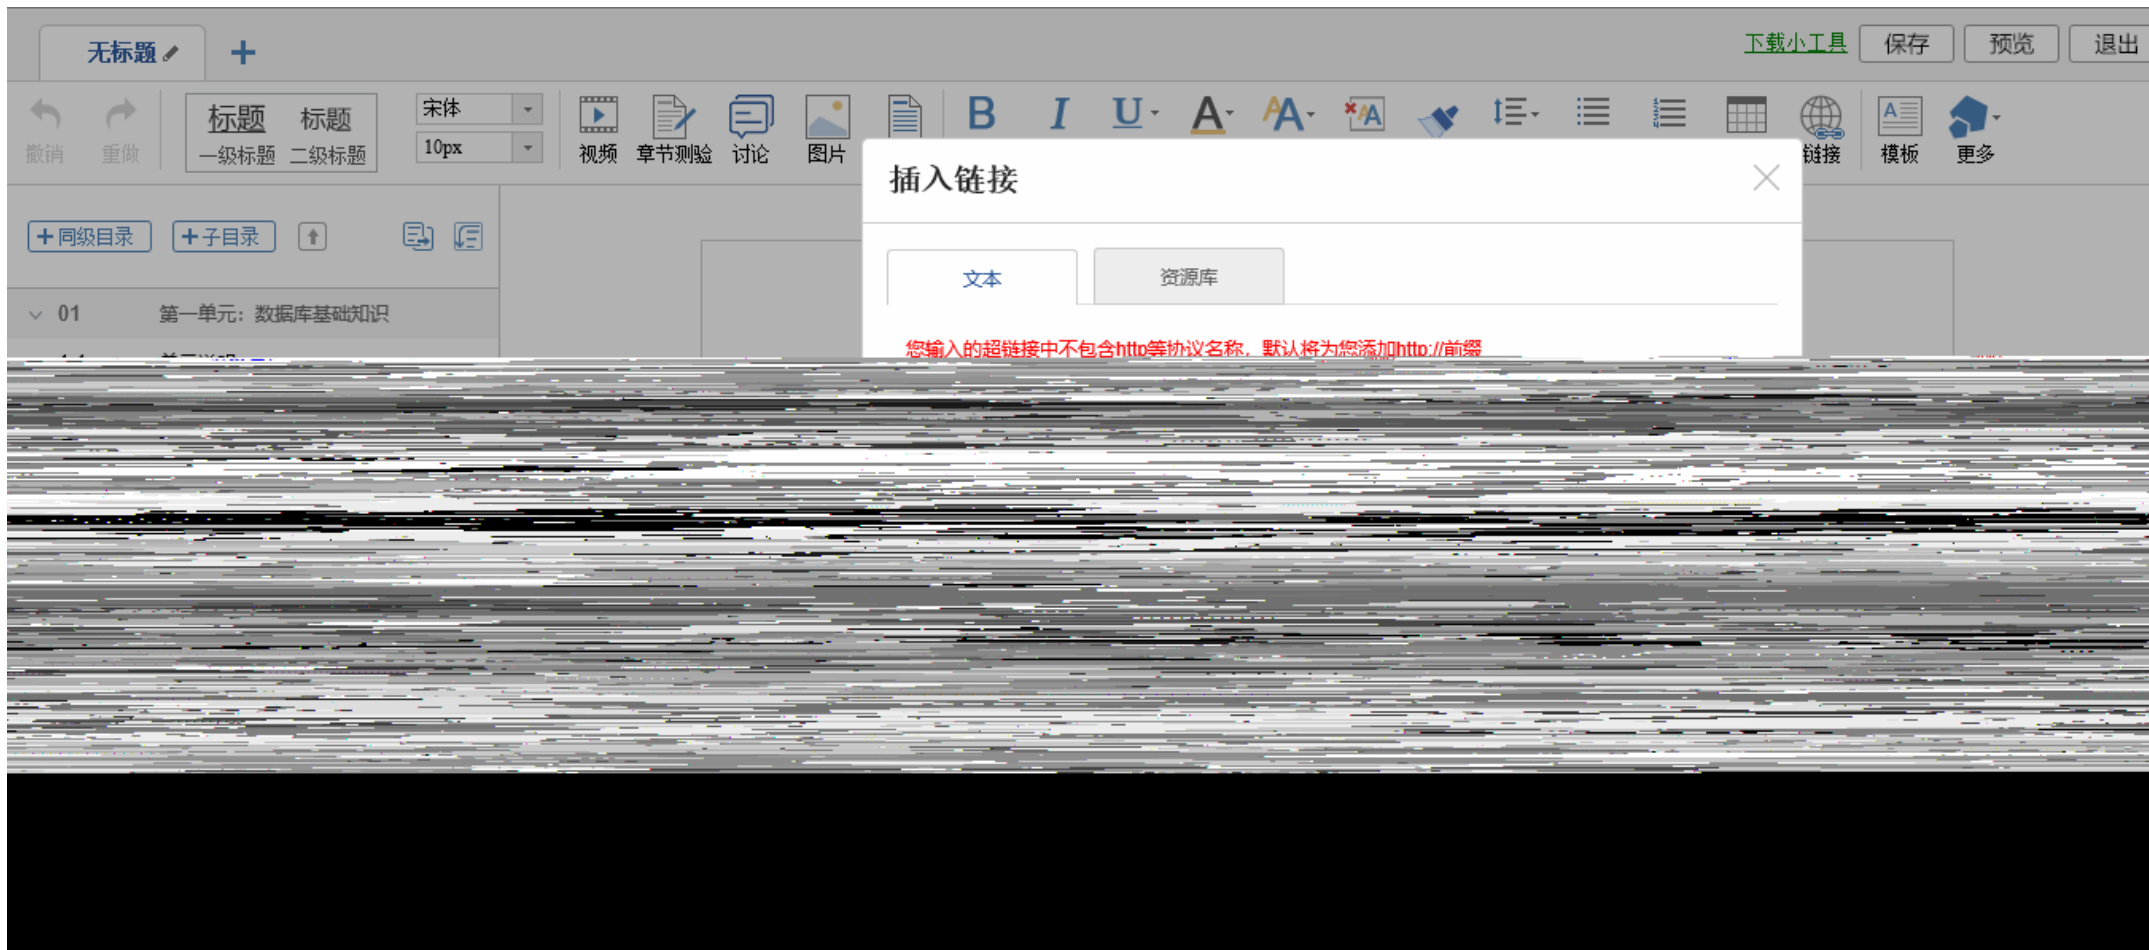 无标题
下载小工具 保存 预览 退出
标题 标题
一级标题 二级标题
宋体
10px
撤销 重做
视频 章节测验 讨论 图片
链接 模板 更多
插入链接
文本 资源库
同级目录 子目录
01 第一单元：数据库基础知识
您输入的超链接中不包含http等协议名称，默认将为您添加http://前缀